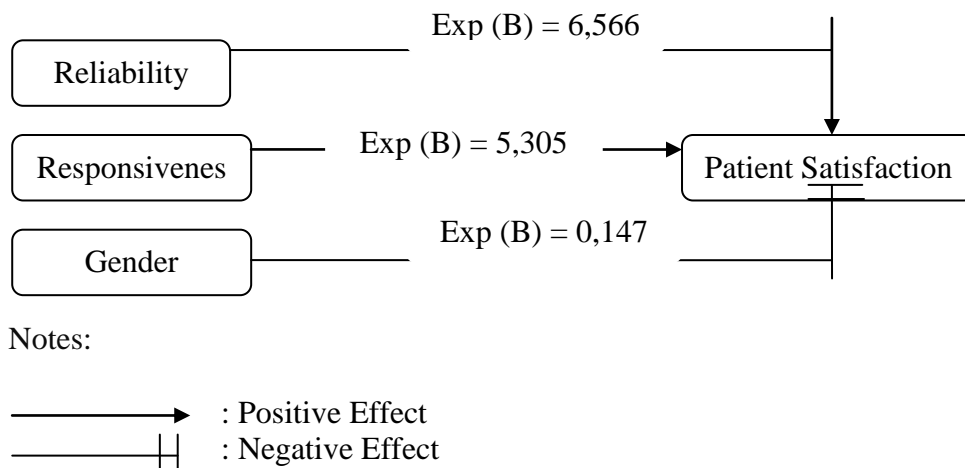 Exp (B) = 6,566
Reliability
Responsivenes
Exp (B) = 5,305
Patient Satisfaction
Exp (B) = 0,147
Gender
Notes:
: Positive Effect
: Negative Effect